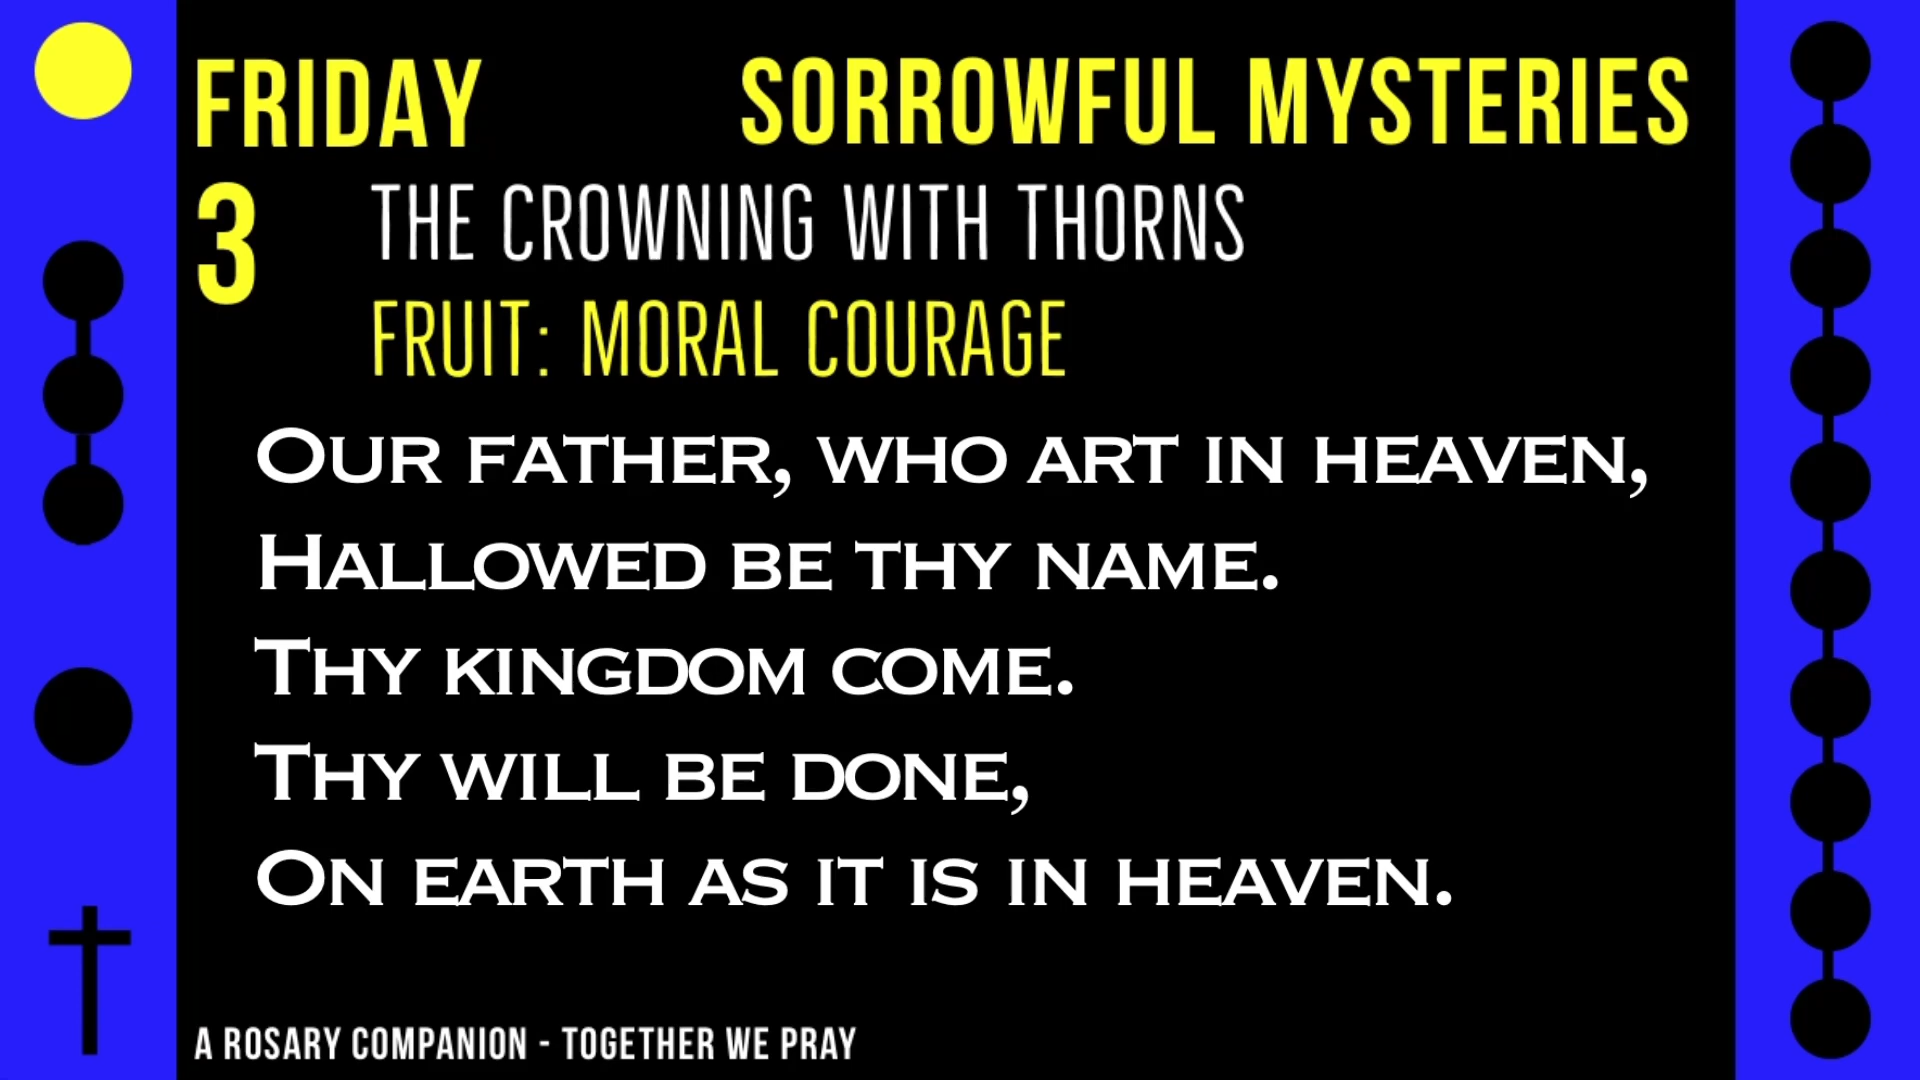 FRIDAY SORROWFUL MYSTERIES
3 THE CROWNING WITH THORNS
FRUIT: MORAL COURAGE
OUR FATHER, WHO ART IN HEAVEN,
HALLOWED BE THY NAME.
THY KINGDOM COME.
THY WILL BE DONE,
ON EARTH AS IT IS IN HEAVEN.
A ROSARY COMPANION - TOGETHER WE PRAY